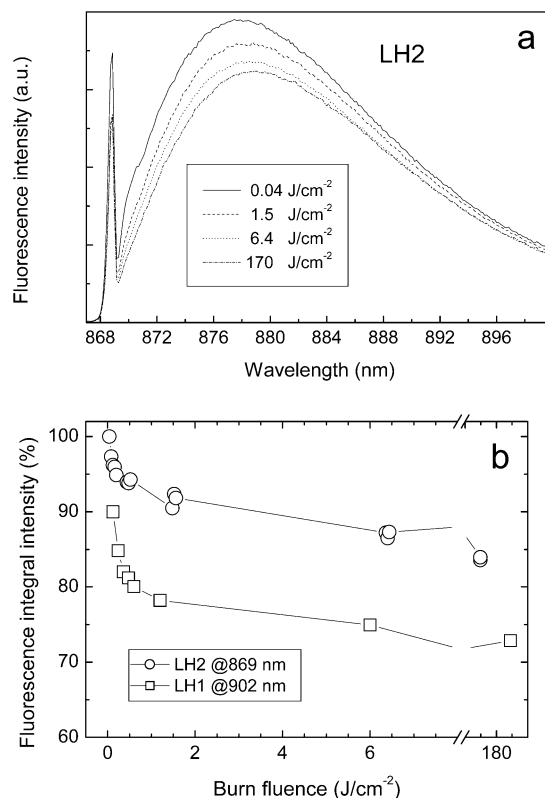 a
LH2
Fluorescence intensity (a.u.)
0.04 J/cm⁻²
1.5 J/cm⁻²
6.4 J/cm⁻²
170 J/cm⁻²
868 872 876 880 884 888 892 896
Wavelength (nm)
b
Fluorescence integral intensity (%)
100
90
80
70
60
LH2 @869 nm
LH1 @902 nm
0 2 4 6 180
Burn fluence (J/cm⁻²)